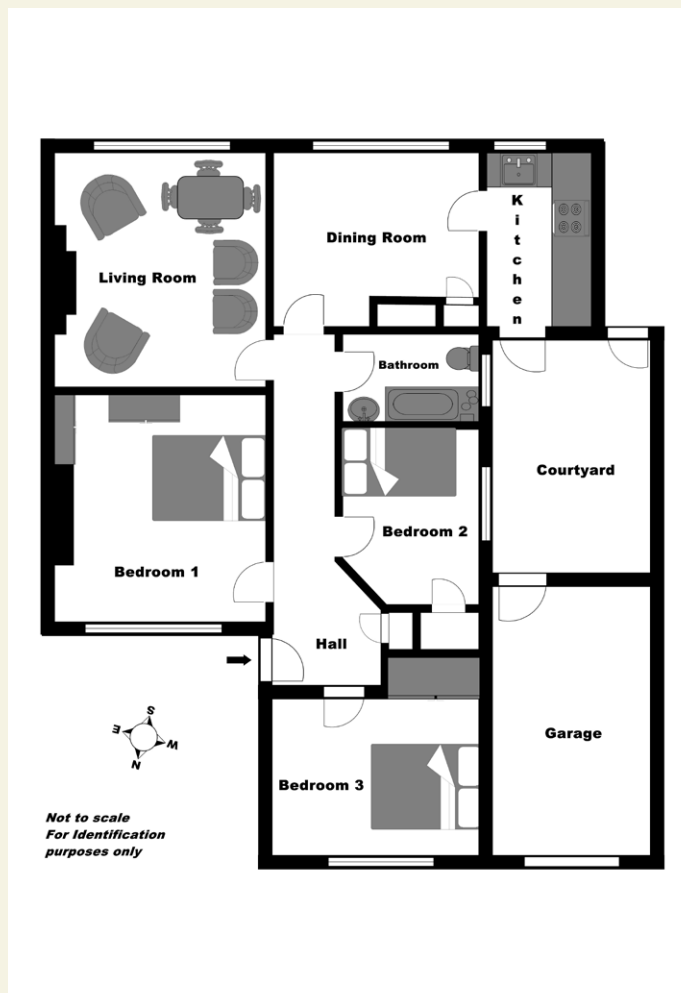 Living Room
Dining Room
Kitchen
Bathroom
Courtyard
Bedroom 2
Bedroom 1
Hall
Garage
Bedroom 3
S
E
W
N
Not to scale
For Identification
purposes only